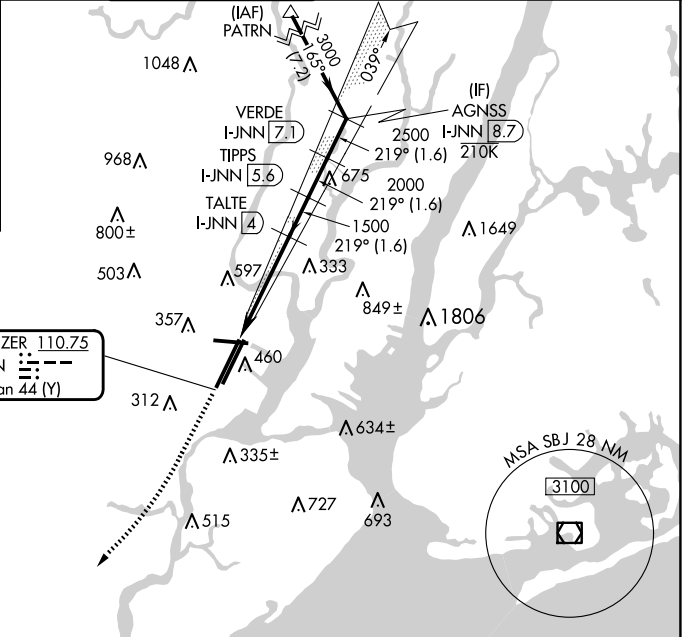 (IAF)
PATRN
3000
165°
(7.2)
039°
1048
VERDE
I-JNN 7.1
(IF)
AGNSS
I-JNN 8.7
210K
2500
219° (1.6)
968
TIPPS
I-JNN 5.6
675
2000
219° (1.6)
TALTE
I-JNN 4
800±
1500
219° (1.6)
1649
503
597
333
849±
1806
357
ZER 110.75
N
an 44 (Y)
460
312
634±
335±
MSA SBJ 28 NM
3100
727
693
515